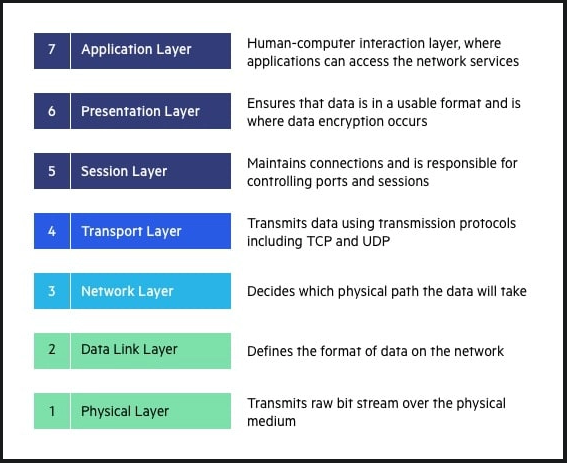 7 Application Layer
Human-computer interaction layer, where
applications can access the network services
6 Presentation Layer
Ensures that data is in a usable format and is
where data encryption occurs
5 Session Layer
Maintains connections and is responsible for
controlling ports and sessions
4 Transport Layer
Transmits data using transmission protocols
including TCP and UDP
3 Network Layer
Decides which physical path the data will take
2 Data Link Layer
Defines the format of data on the network
1 Physical Layer
Transmits raw bit stream over the physical
medium